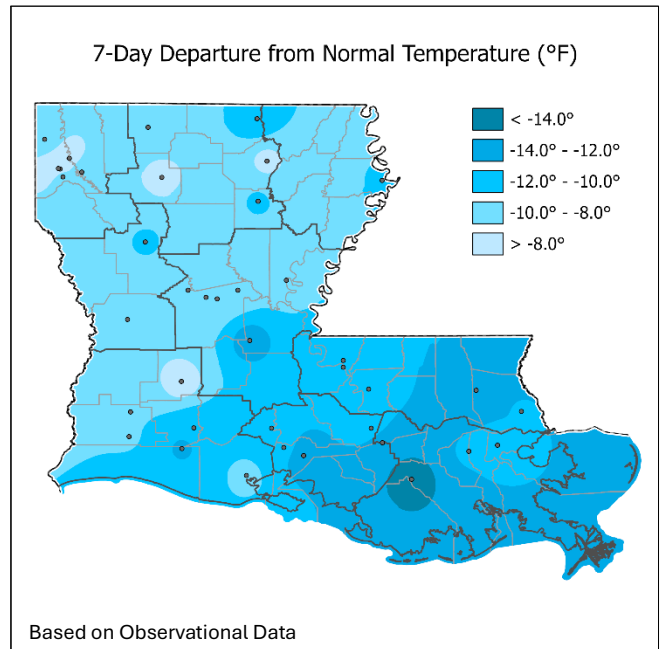 7-Day Departure from Normal Temperature (°F)
< -14.0°
-14.0° - -12.0°
-12.0° - -10.0°
-10.0° - -8.0°
> -8.0°
Based on Observational Data